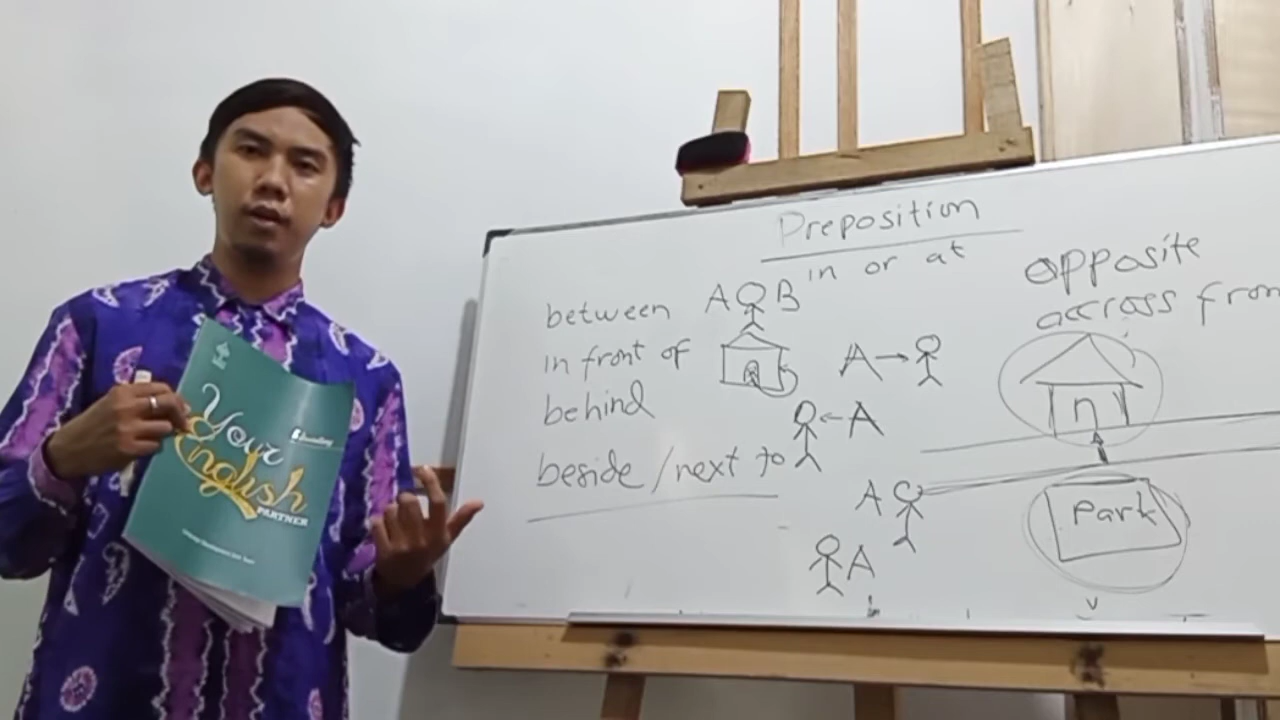 Preposition
in or at
between A B
in front of A
behind A
beside / next to
A
A
opposite
across from
Park
Your
English
PARTNER